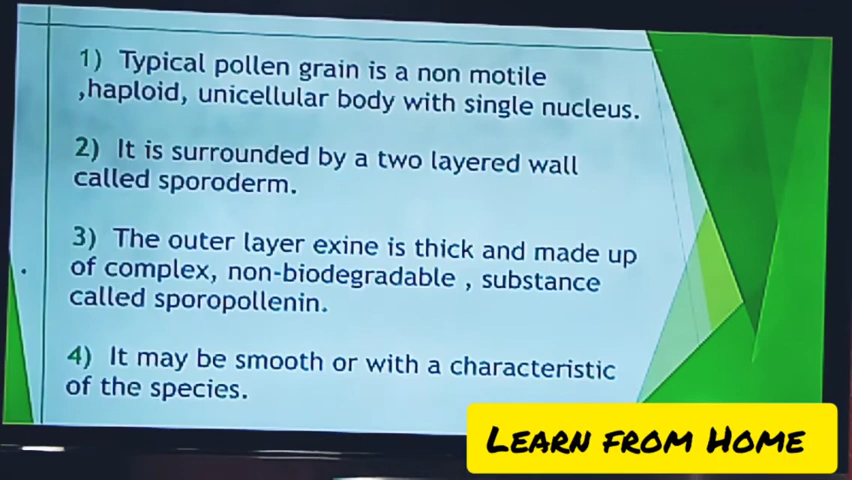 1) Typical pollen grain is a non motile
,haploid, unicellular body with single nucleus.
2) It is surrounded by a two layered wall
called sporoderm.
3) The outer layer exine is thick and made up
of complex, non-biodegradable , substance
called sporopollenin.
4) It may be smooth or with a characteristic
of the species.
LEARN FROM HOME